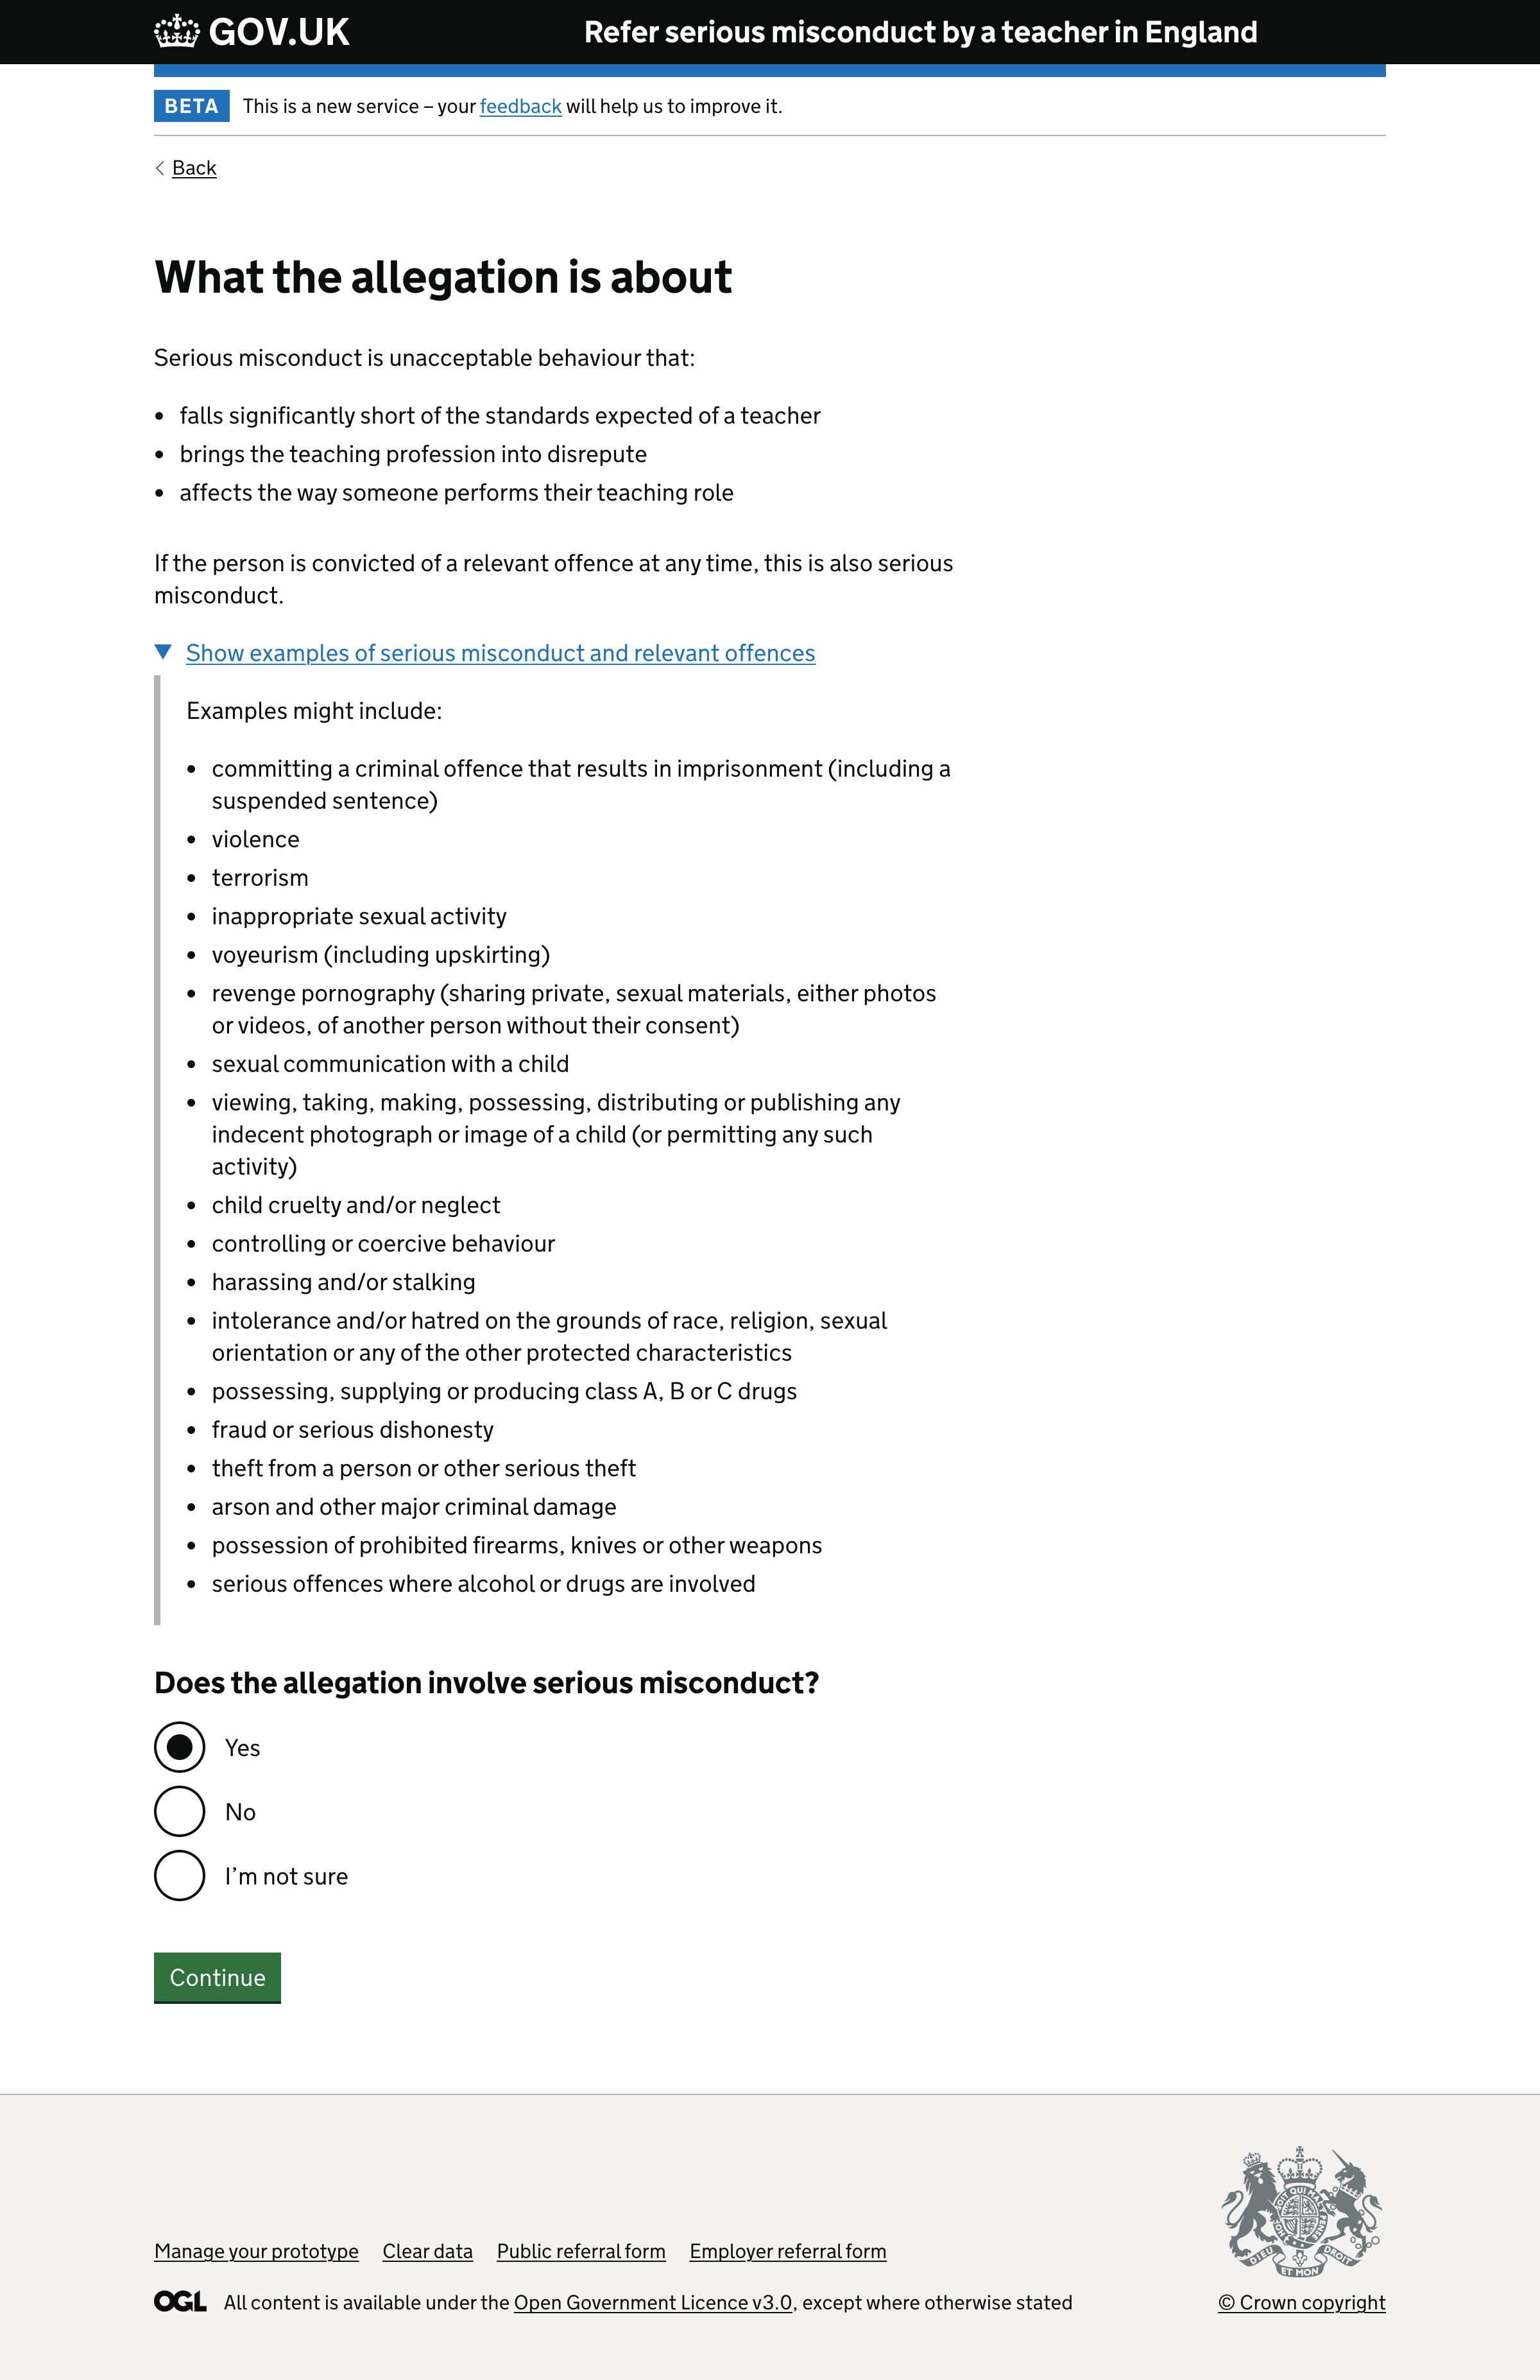 GOV.UK
Refer serious misconduct by a teacher in England
BETA
This is a new service – your feedback will help us to improve it.
Back
What the allegation is about
Serious misconduct is unacceptable behaviour that:
• falls significantly short of the standards expected of a teacher
• brings the teaching profession into disrepute
• affects the way someone performs their teaching role
If the person is convicted of a relevant offence at any time, this is also serious
misconduct.
Show examples of serious misconduct and relevant offences
Examples might include:
• committing a criminal offence that results in imprisonment (including a
suspended sentence)
• violence
• terrorism
• inappropriate sexual activity
• voyeurism (including upskirting)
• revenge pornography (sharing private, sexual materials, either photos
or videos, of another person without their consent)
• sexual communication with a child
• viewing, taking, making, possessing, distributing or publishing any
indecent photograph or image of a child (or permitting any such
activity)
• child cruelty and/or neglect
• controlling or coercive behaviour
• harassing and/or stalking
• intolerance and/or hatred on the grounds of race, religion, sexual
orientation or any of the other protected characteristics
• possessing, supplying or producing class A, B or C drugs
• fraud or serious dishonesty
• theft from a person or other serious theft
• arson and other major criminal damage
• possession of prohibited firearms, knives or other weapons
• serious offences where alcohol or drugs are involved
Does the allegation involve serious misconduct?
Yes
No
I’m not sure
Continue
Manage your prototype
Clear data
Public referral form
Employer referral form
DIEU ET MON DROIT
OGL
All content is available under the Open Government Licence v3.0, except where otherwise stated
© Crown copyright